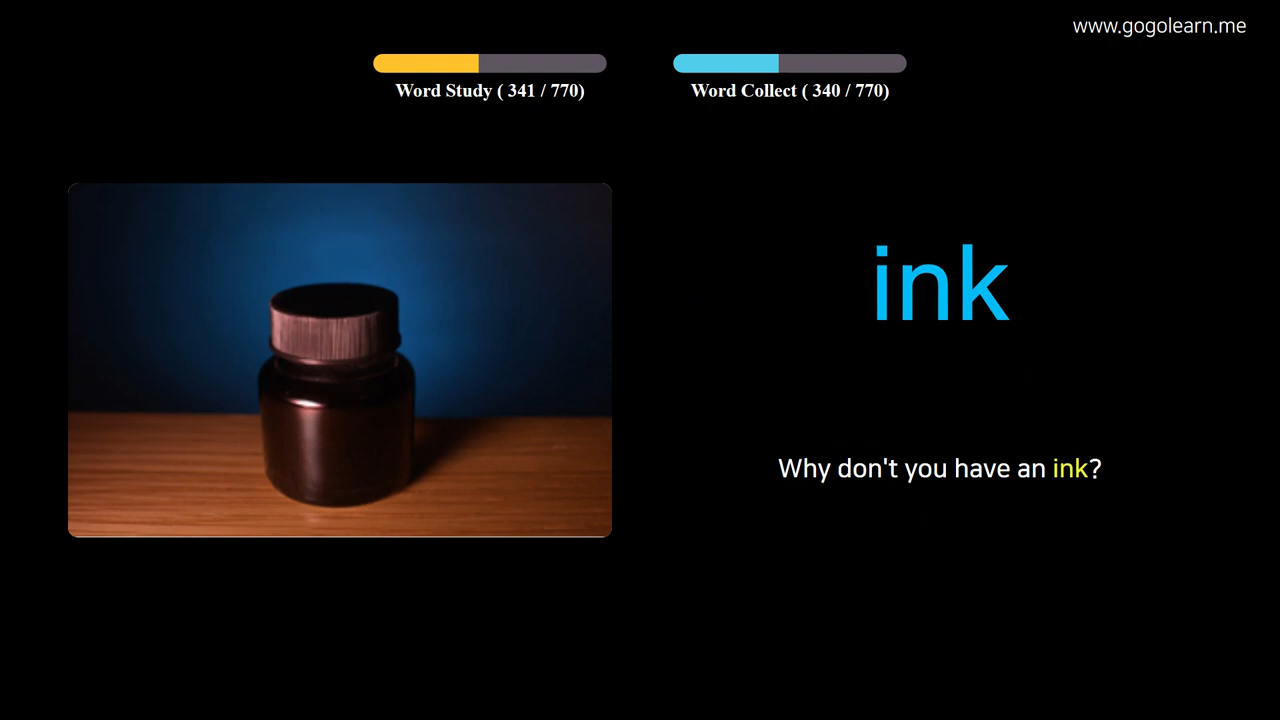 www.gogolearn.me
Word Study ( 341 / 770)
Word Collect ( 340 / 770)
ink
Why don't you have an ink?